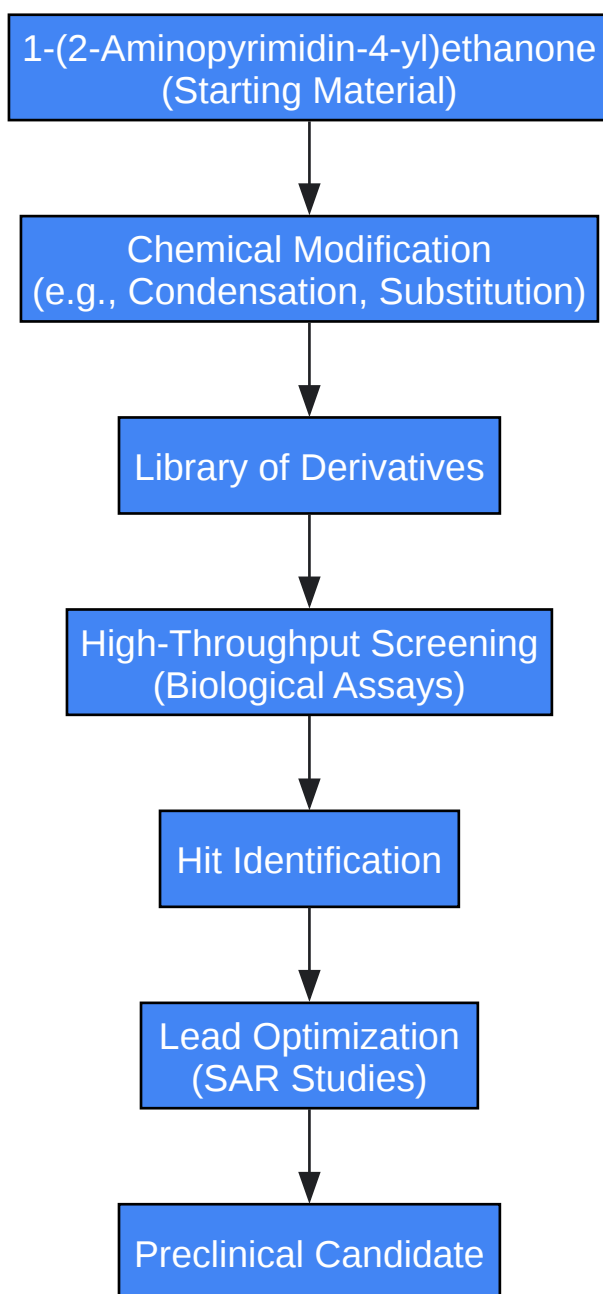 1-(2-Aminopyrimidin-4-yl)ethanone
(Starting Material)
Chemical Modification
(e.g., Condensation, Substitution)
Library of Derivatives
High-Throughput Screening
(Biological Assays)
Hit Identification
Lead Optimization
(SAR Studies)
Preclinical Candidate